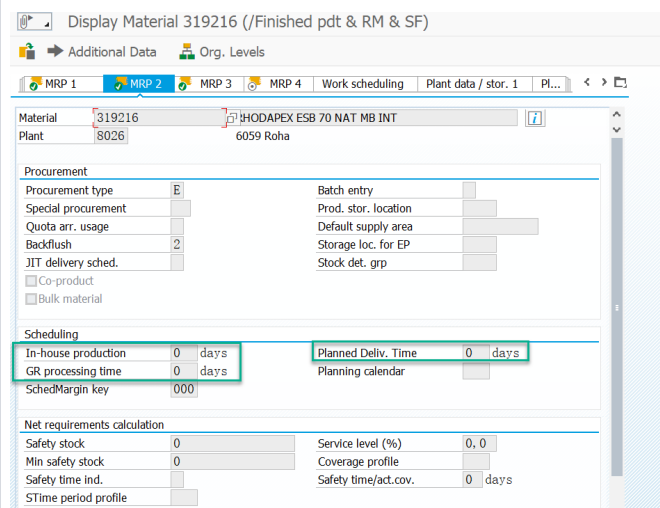 Display Material 319216 (/Finished pdt & RM & SF)
Additional Data Org. Levels
MRP 1 MRP 2 MRP 3 MRP 4 Work scheduling Plant data / stor. 1 Pl...
Material 319216 RHODAPEX ESB 70 NAT MB INT
Plant 8026 6059 Roha
Procurement
Procurement type E Batch entry
Special procurement Prod. stor. location
Quota arr. usage Default supply area
Backflush 2 Storage loc. for EP
JIT delivery sched. Stock det. grp
Co-product
Bulk material
Scheduling
In-house production 0 days Planned Deliv. Time 0 days
GR processing time 0 days Planning calendar
SchedMargin key 000
Net requirements calculation
Safety stock 0 Service level (%) 0,0
Min safety stock 0 Coverage profile
Safety time ind. Safety time/act.cov. 0 days
STime period profile